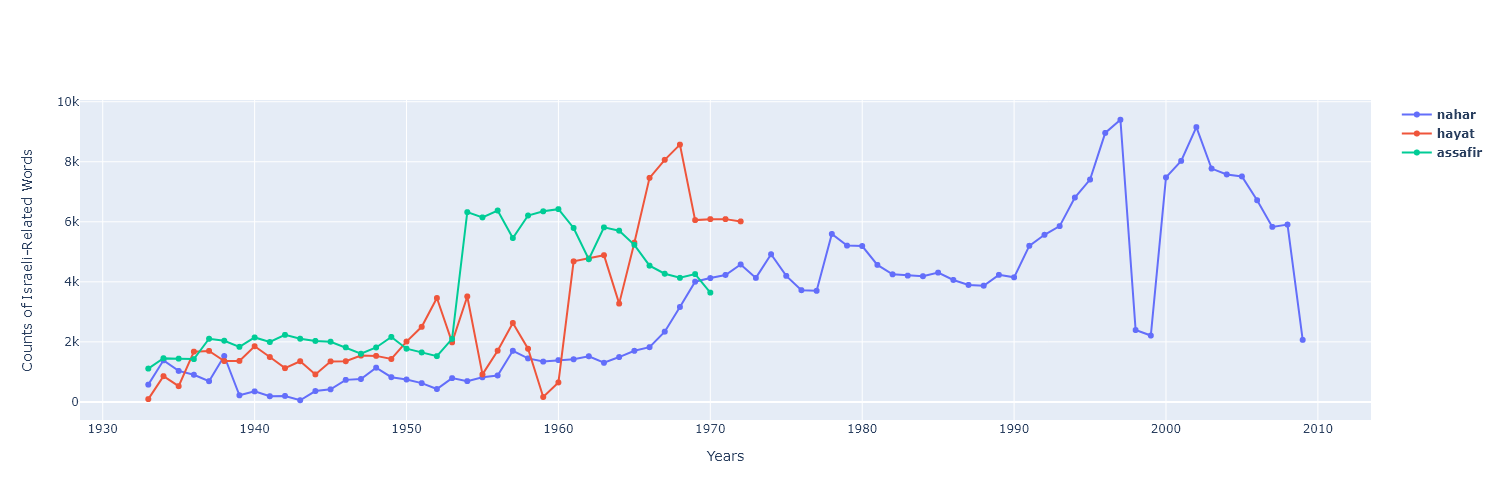 10k
8k
6k
4k
2k
0
Counts of Israeli-Related Words
1930 1940 1950 1960 1970 1980 1990 2000 2010
Years
nahar
hayat
assafir